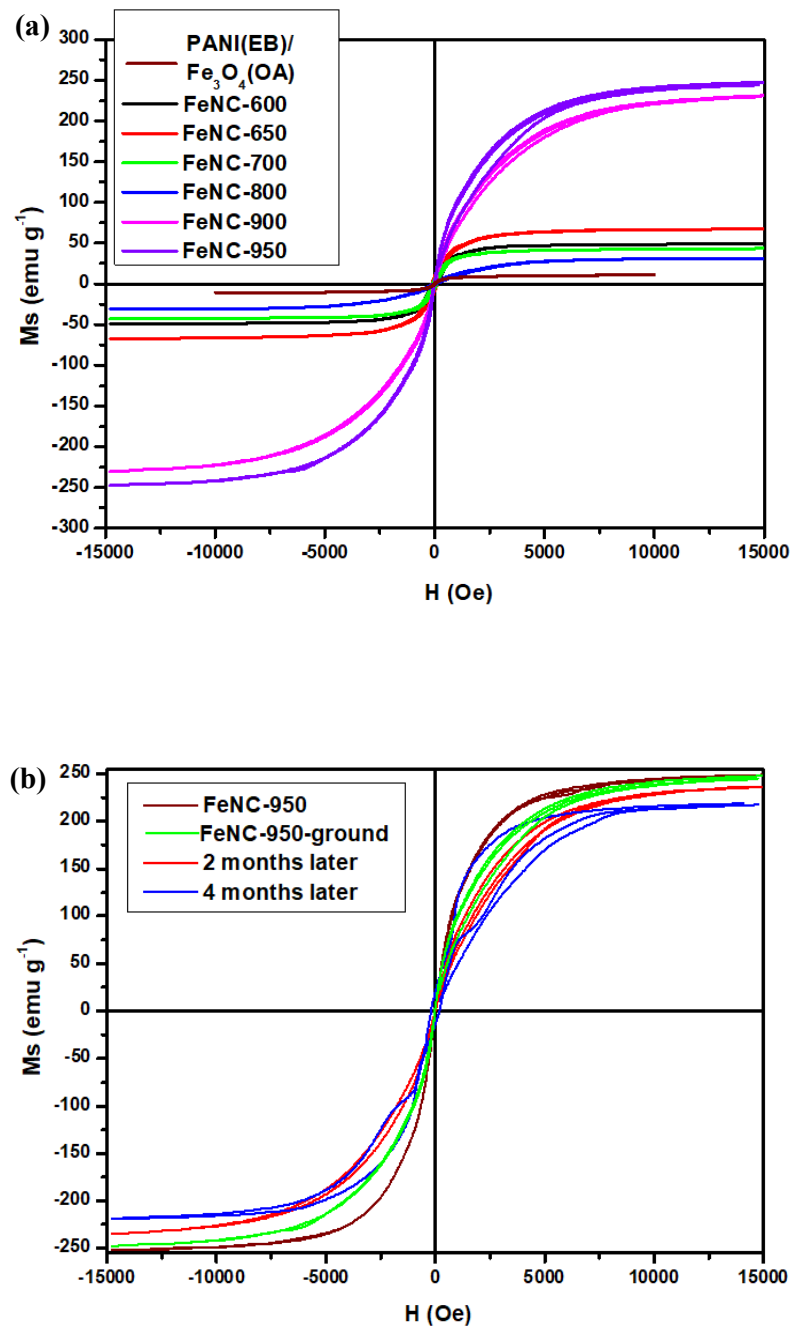 (a)
PANI(EB)/
Fe3O4(OA)
FeNC-600
FeNC-650
FeNC-700
FeNC-800
FeNC-900
FeNC-950
300
250
200
150
100
50
0
-50
-100
-150
-200
-250
-300
Ms (emu g-1)
-15000 -10000 -5000 0 5000 10000 15000
H (Oe)
(b)
FeNC-950
FeNC-950-ground
2 months later
4 months later
250
200
150
100
50
0
-50
-100
-150
-200
-250
Ms (emu g-1)
-15000 -10000 -5000 0 5000 10000 15000
H (Oe)